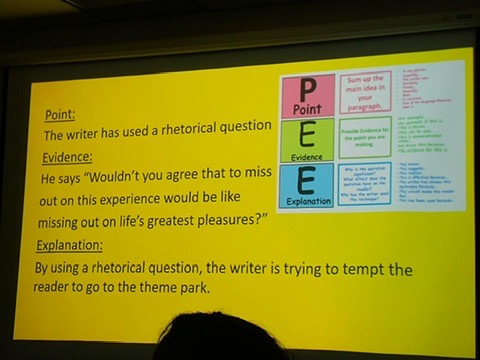 Point:
The writer has used a rhetorical question
Evidence:
He says “Wouldn’t you agree that to miss
out on this experience would be like
missing out on life’s greatest pleasures?”
Explanation:
By using a rhetorical question, the writer is trying to tempt the
reader to go to the theme park.
P
Point
Sum up the
main idea in
your
paragraph.
E
Evidence
Provide Evidence for
the point you are
making.
E
Explanation
Why is the quotation
significant?
What effect does the
quotation have on the
reader?
Why has the writer used
this technique?